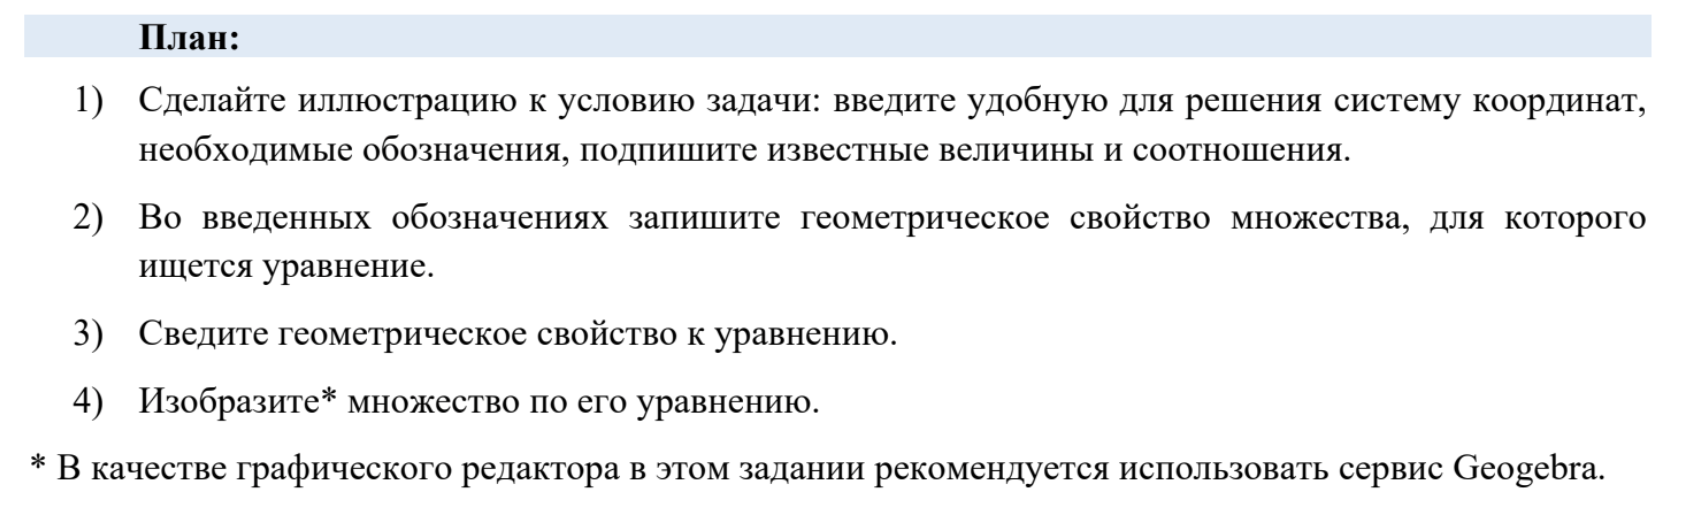 План:
1) Сделайте иллюстрацию к условию задачи: введите удобную для решения систему координат,
необходимые обозначения, подпишите известные величины и соотношения.
2) Во введенных обозначениях запишите геометрическое свойство множества, для которого
ищется уравнение.
3) Сведите геометрическое свойство к уравнению.
4) Изобразите* множество по его уравнению.
* В качестве графического редактора в этом задании рекомендуется использовать сервис Geogebra.